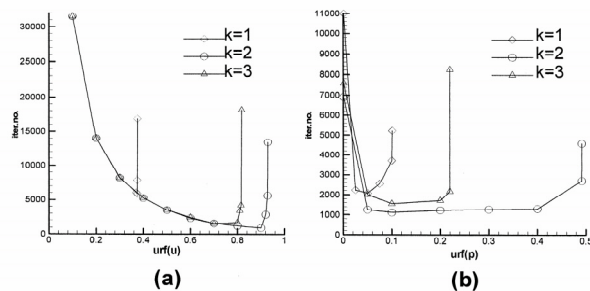 30000
25000
20000
15000
10000
5000
0
iter.no.
k=1
k=2
k=3
0.2
0.4
0.6
0.8
1
urf(u)
(a)
11000
10000
9000
8000
7000
6000
5000
4000
3000
2000
1000
0
iter.no.
k=1
k=2
k=3
0
0.1
0.2
0.3
0.4
0.5
urf(p)
(b)